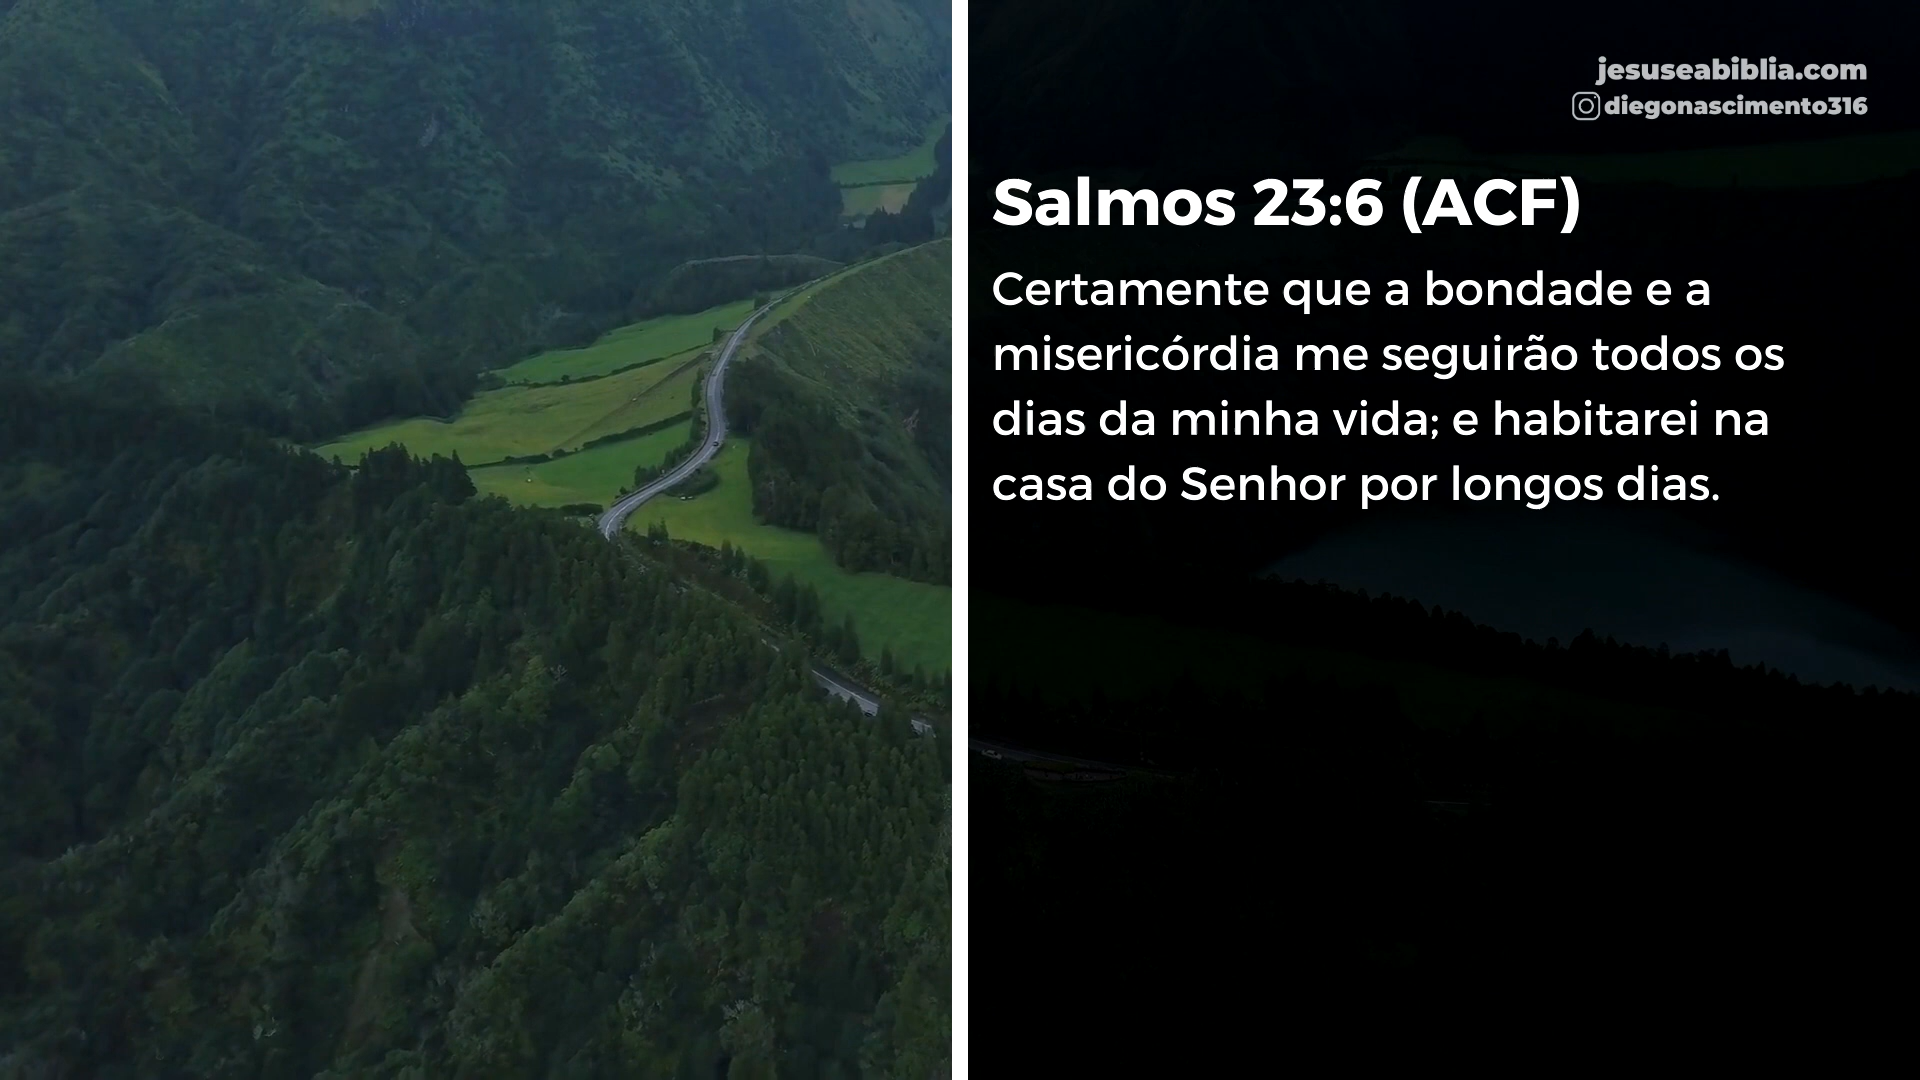 jesuseabiblia.com
diegonascimento316
Salmos 23:6 (ACF)
Certamente que a bondade e a
misericórdia me seguirão todos os
dias da minha vida; e habitarei na
casa do Senhor por longos dias.